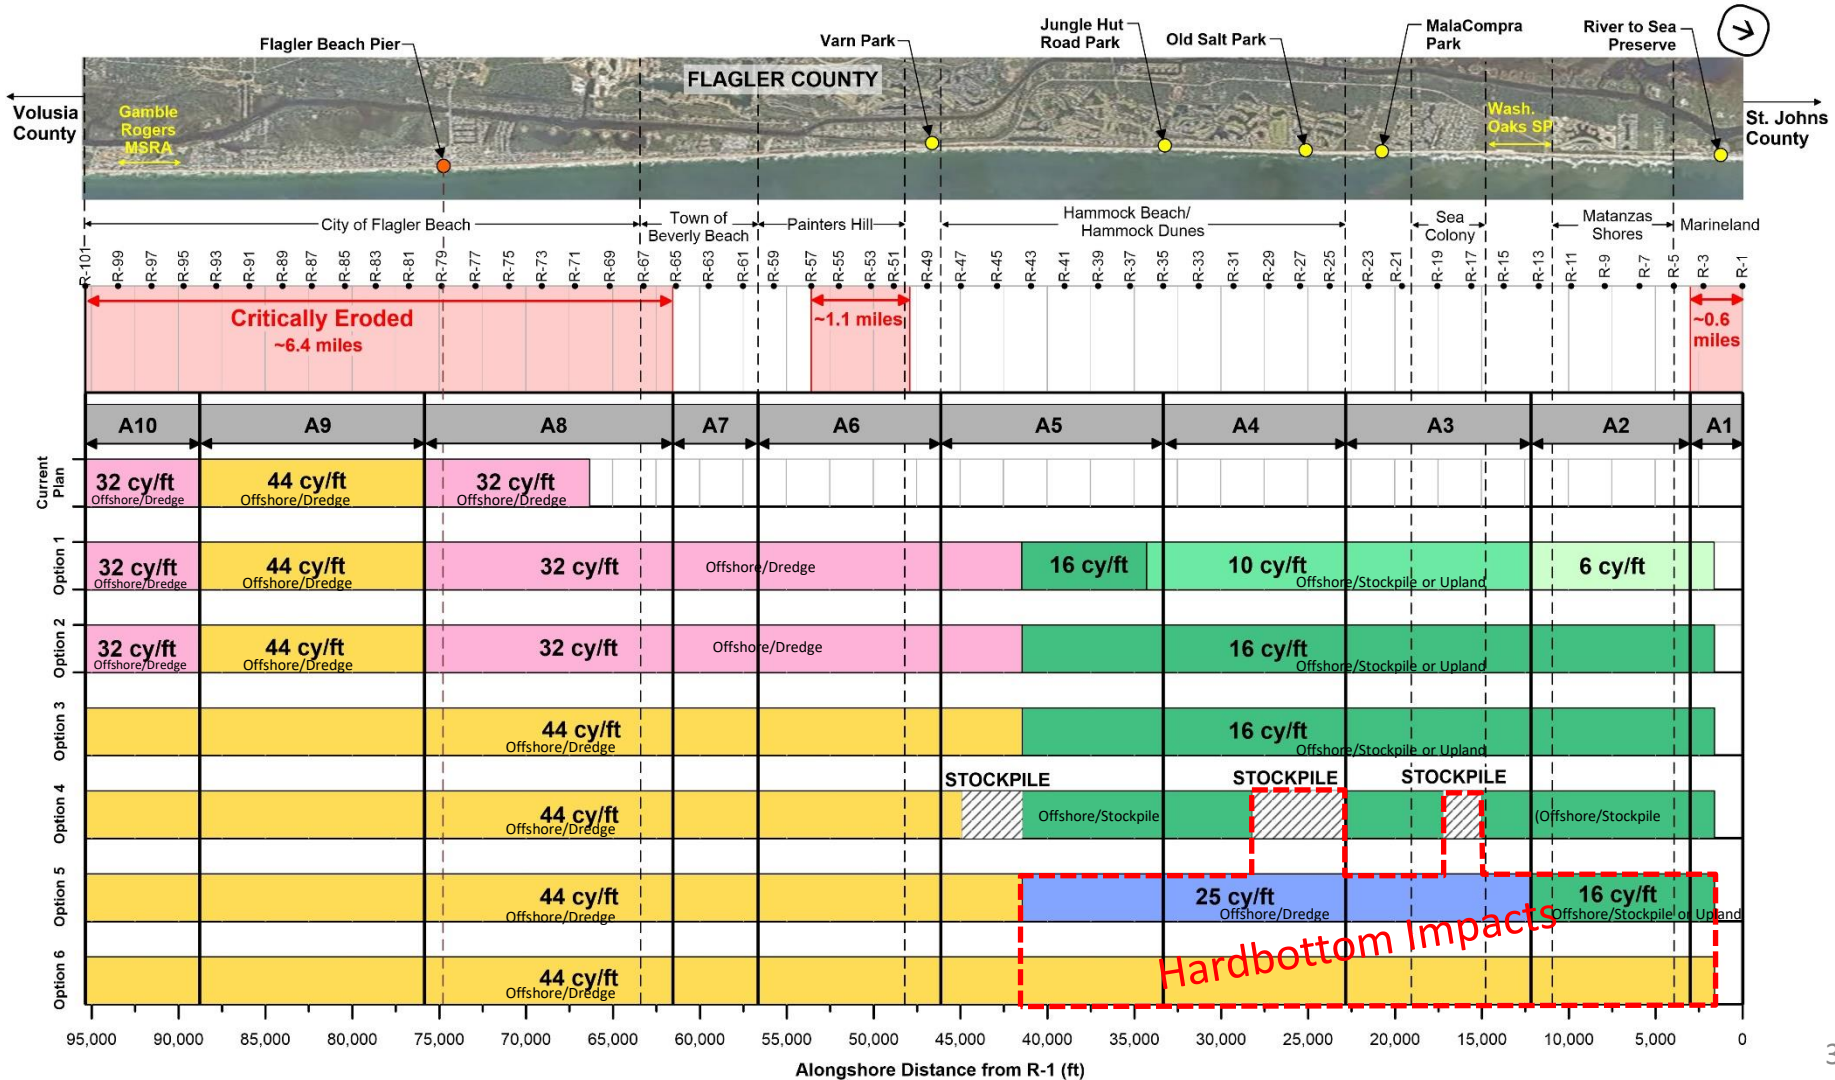 Flagler Beach Pier
Varn Park
Jungle Hut
Road Park
Old Salt Park
MalaCompra
Park
River to Sea
Preserve
FLAGLER COUNTY
Volusia
County
Gamble
Rogers
MSRA
Wash.
Oaks SP
St. Johns
County
City of Flagler Beach
Town of
Beverly Beach
Painters Hill
Hammock Beach/
Hammock Dunes
Sea
Colony
Matanzas
Shores
Marineland
R-101 R-99 R-97 R-95 R-93 R-91 R-89 R-87 R-85 R-83 R-81 R-79 R-77 R-75 R-73 R-71 R-69 R-67 R-65 R-63 R-61 R-59 R-57 R-55 R-53 R-51 R-49 R-47 R-45 R-43 R-41 R-39 R-37 R-35 R-33 R-31 R-29 R-27 R-25 R-23 R-21 R-19 R-17 R-15 R-13 R-11 R-9 R-7 R-5 R-3 R-1
Critically Eroded
~6.4 miles
~1.1 miles
~0.6
miles
A10 A9 A8 A7 A6 A5 A4 A3 A2 A1
Current
Plan
32 cy/ft
Offshore/Dredge
44 cy/ft
Offshore/Dredge
32 cy/ft
Offshore/Dredge
Option 1
32 cy/ft
Offshore/Dredge
44 cy/ft
Offshore/Dredge
32 cy/ft
Offshore/Dredge
16 cy/ft
10 cy/ft
Offshore/Stockpile or Upland
6 cy/ft
Option 2
32 cy/ft
Offshore/Dredge
44 cy/ft
Offshore/Dredge
32 cy/ft
Offshore/Dredge
16 cy/ft
Offshore/Stockpile or Upland
Option 3
44 cy/ft
Offshore/Dredge
16 cy/ft
Offshore/Stockpile or Upland
Option 4
44 cy/ft
Offshore/Dredge
STOCKPILE
Offshore/Stockpile
STOCKPILE
STOCKPILE
(Offshore/Stockpile
Option 5
44 cy/ft
Offshore/Dredge
25 cy/ft
Offshore/Dredge
16 cy/ft
Offshore/Stockpile or Upland
Hardbottom Impacts
Option 6
44 cy/ft
Offshore/Dredge
95,000 90,000 85,000 80,000 75,000 70,000 65,000 60,000 55,000 50,000 45,000 40,000 35,000 30,000 25,000 20,000 15,000 10,000 5,000 0
Alongshore Distance from R-1 (ft)
3